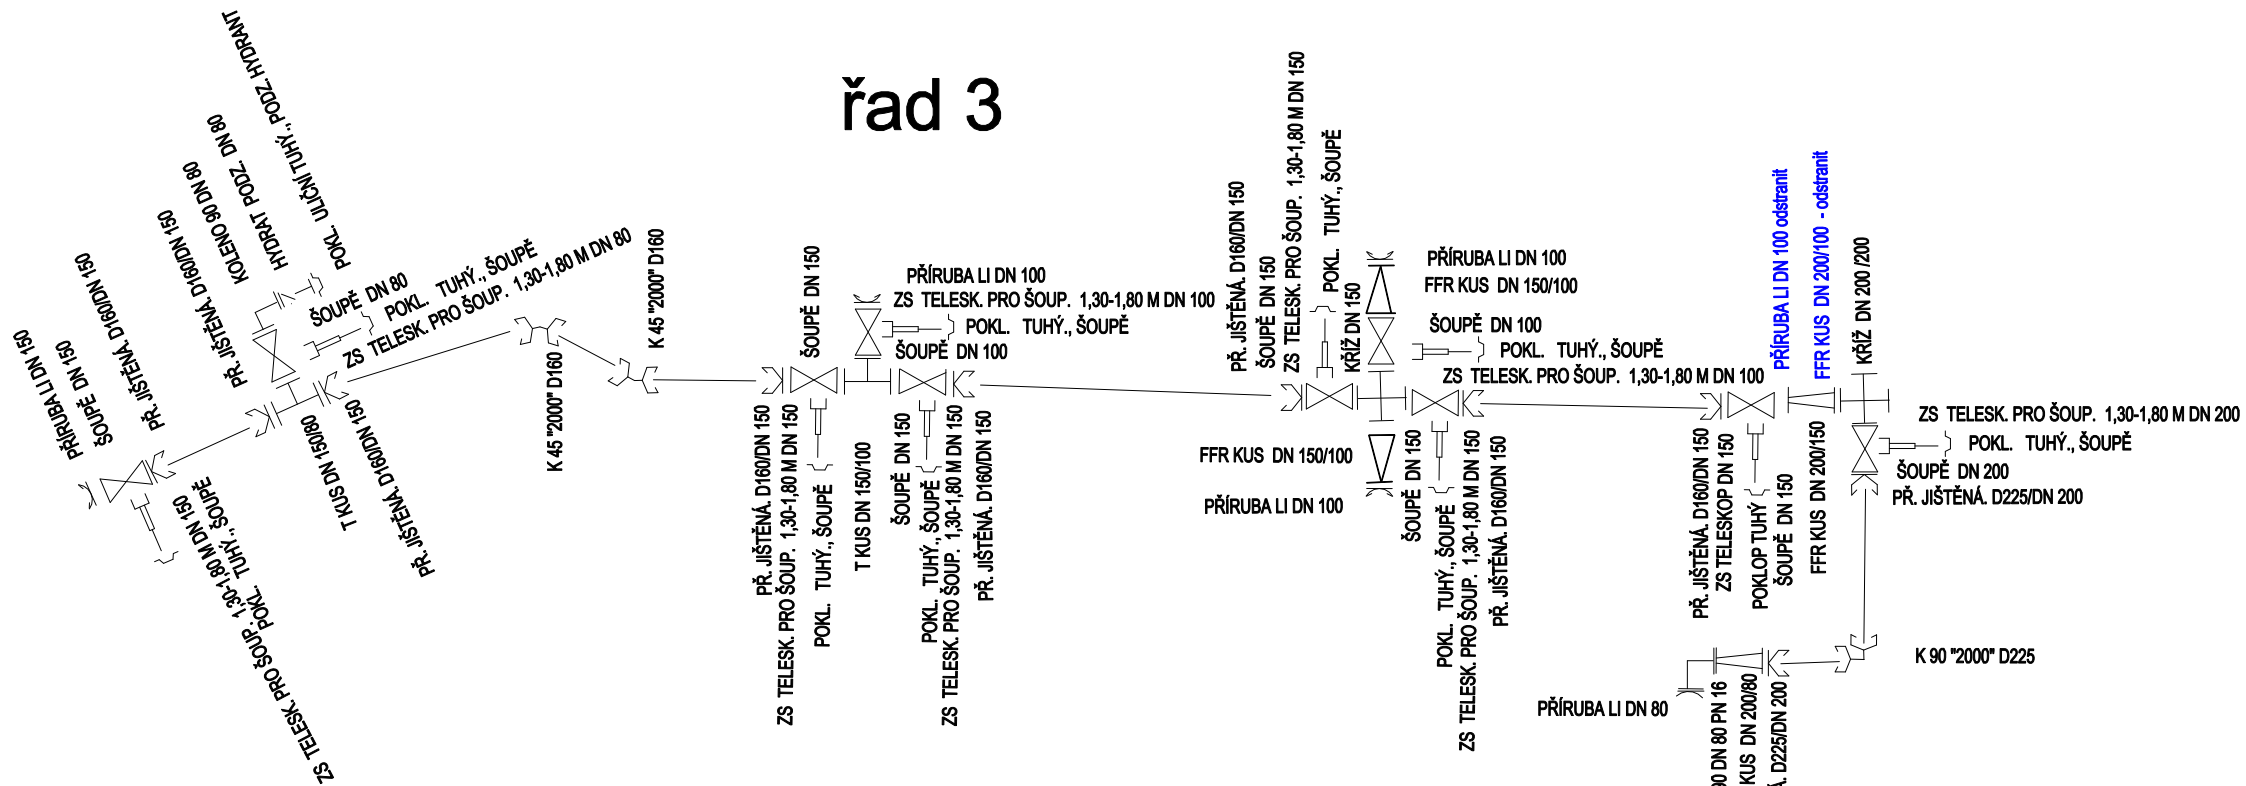 řad 3
PŘÍRUBA LI DN 150
ŠOUPĚ DN 150
PŘ. JIŠTĚNÁ. D160/DN 150
PŘ. JIŠTĚNÁ. D160/DN 150
KOLENO 90 DN 80
HYDRAT PODZ. DN 80
POKL. ULIČNÍ TUHÝ., PODZ. HYDRANT
ŠOUPĚ DN 80
POKL. TUHÝ., ŠOUPĚ
ZS TELESK. PRO ŠOUP. 1,30-1,80 M DN 80
ZS TELESK. PRO ŠOUP. 1,30-1,80 M DN 150
POKL. TUHÝ., ŠOUPĚ
T KUS DN 150/80
PŘ. JIŠTĚNÁ. D160/DN 150
K 45 "2000" D160
K 45 "2000" D160
ŠOUPĚ DN 150
PŘÍRUBA LI DN 100
ZS TELESK. PRO ŠOUP. 1,30-1,80 M DN 100
POKL. TUHÝ., ŠOUPĚ
ŠOUPĚ DN 100
PŘ. JIŠTĚNÁ. D160/DN 150
ZS TELESK. PRO ŠOUP. 1,30-1,80 M DN 150
POKL. TUHÝ., ŠOUPĚ
T KUS DN 150/100
ŠOUPĚ DN 150
POKL. TUHÝ., ŠOUPĚ
ZS TELESK. PRO ŠOUP. 1,30-1,80 M DN 150
PŘ. JIŠTĚNÁ. D160/DN 150
PŘ. JIŠTĚNÁ. D160/DN 150
ŠOUPĚ DN 150
ZS TELESK. PRO ŠOUP. 1,30-1,80 M DN 150
POKL. TUHÝ., ŠOUPĚ
KŘÍŽ DN 150
PŘÍRUBA LI DN 100
FFR KUS DN 150/100
ŠOUPĚ DN 100
POKL. TUHÝ., ŠOUPĚ
ZS TELESK. PRO ŠOUP. 1,30-1,80 M DN 100
FFR KUS DN 150/100
PŘÍRUBA LI DN 100
ŠOUPĚ DN 150
POKL. TUHÝ., ŠOUPĚ
ZS TELESK. PRO ŠOUP. 1,30-1,80 M DN 150
PŘ. JIŠTĚNÁ. D160/DN 150
PŘÍRUBA LI DN 100 odstranit
FFR KUS DN 200/100 - odstranit
KŘÍŽ DN 200 /200
PŘ. JIŠTĚNÁ. D160/DN 150
ZS TELESKOP DN 150
POKLOP TUHÝ
ŠOUPĚ DN 150
FFR KUS DN 200/150
ZS TELESK. PRO ŠOUP. 1,30-1,80 M DN 200
POKL. TUHÝ., ŠOUPĚ
ŠOUPĚ DN 200
PŘ. JIŠTĚNÁ. D225/DN 200
K 90 "2000" D225
PŘÍRUBA LI DN 80
DN 80 PN 16
KUS DN 200/80
D225/DN 200